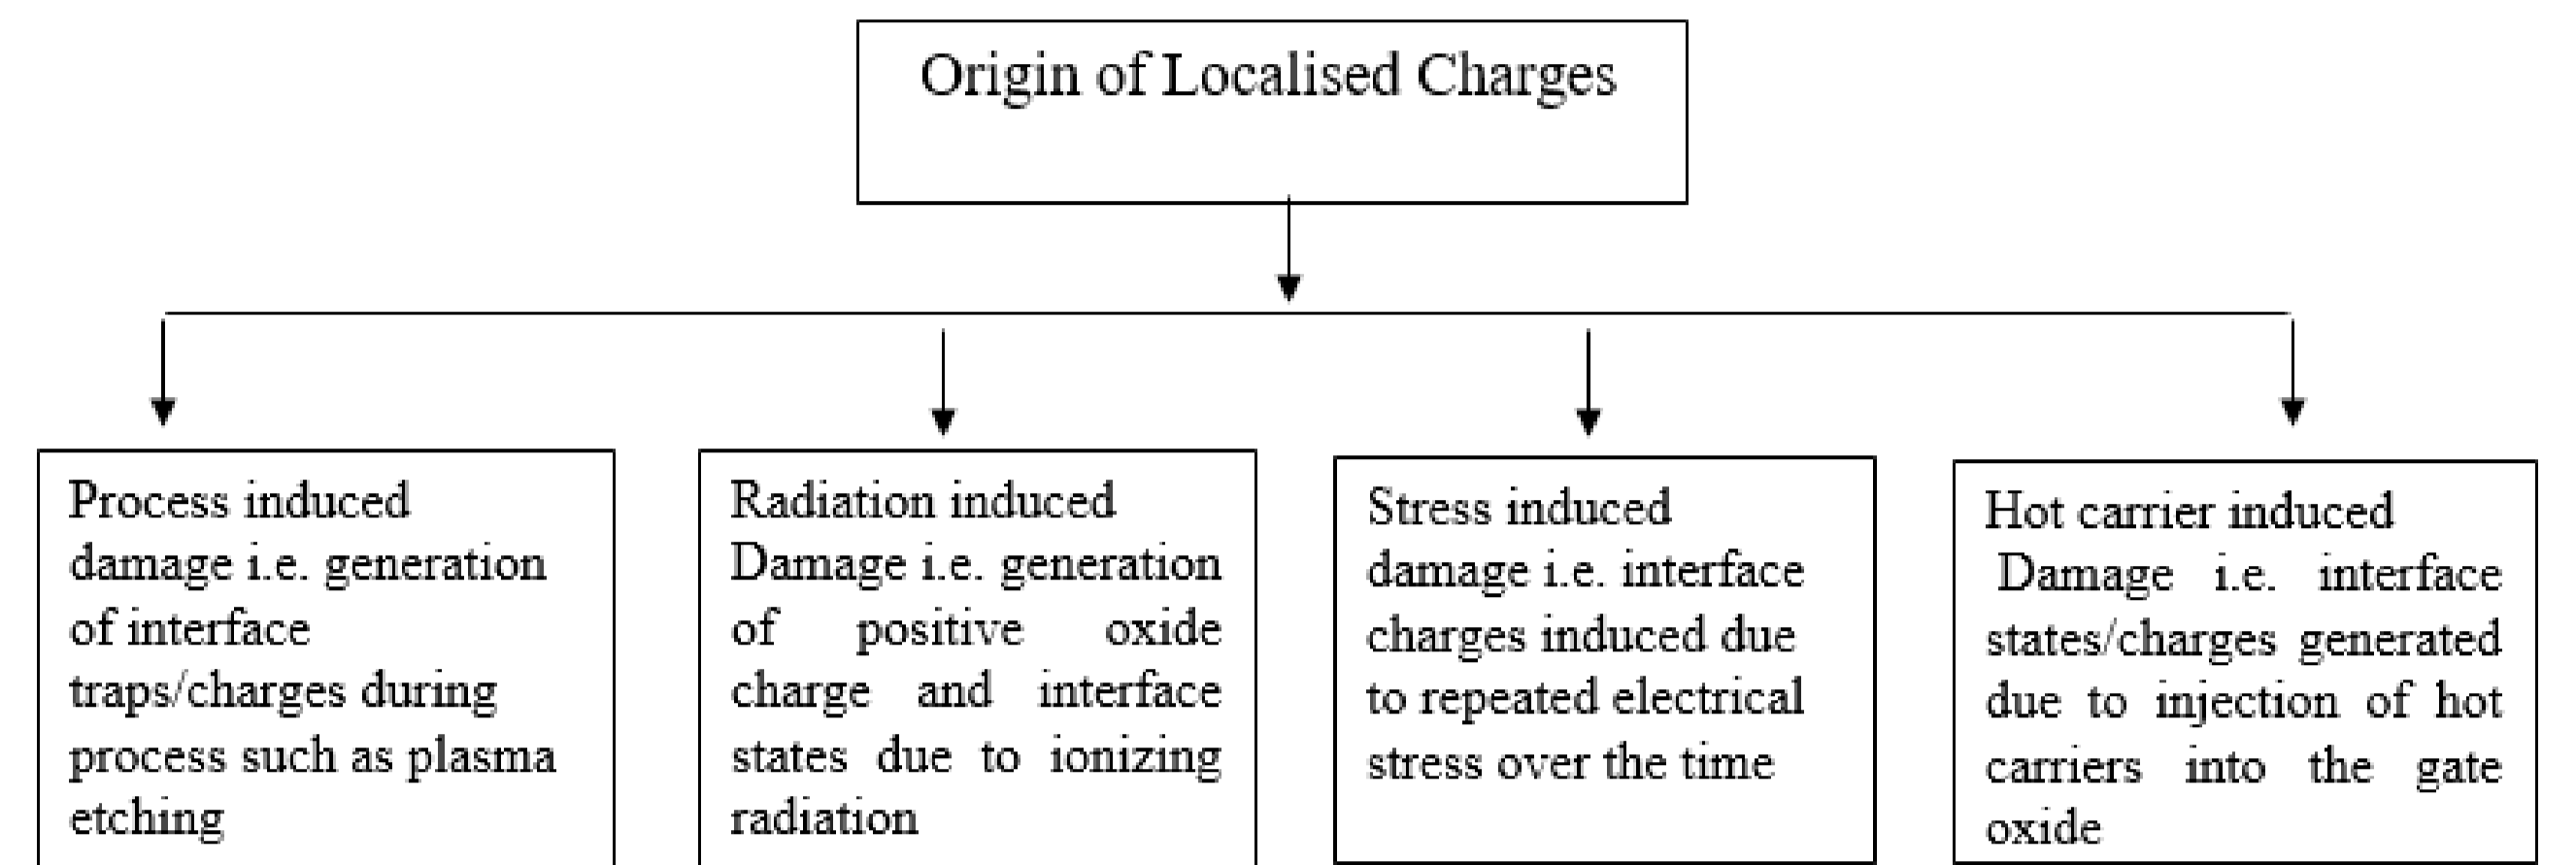 Origin of Localised Charges
Process induced
damage i.e. generation
of interface
traps/charges during
process such as plasma
etching
Radiation induced
Damage i.e. generation
of positive oxide
charge and interface
states due to ionizing
radiation
Stress induced
damage i.e. interface
charges induced due
to repeated electrical
stress over the time
Hot carrier induced
Damage i.e. interface
states/charges generated
due to injection of hot
carriers into the gate
oxide